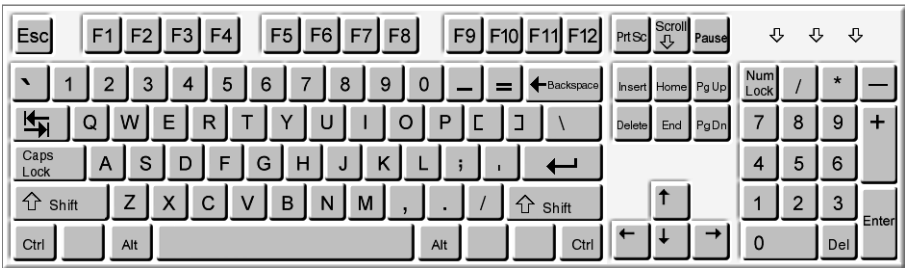 Esc F1 F2 F3 F4 F5 F6 F7 F8 F9 F10 F11 F12 PrtSc Scroll ⇩ Pause ⇩ ⇩ ⇩
` 1 2 3 4 5 6 7 8 9 0 — = ←Backspace Insert Home Pg Up Num Lock / * —
↹ Q W E R T Y U I O P [ ] \ Delete End PgDn 7 8 9 +
Caps Lock A S D F G H J K L ; , ↵ 4 5 6
⇧ Shift Z X C V B N M , . / ⇧ Shift ↑ 1 2 3 Enter
Ctrl Alt Alt Ctrl ← ↓ → 0 Del